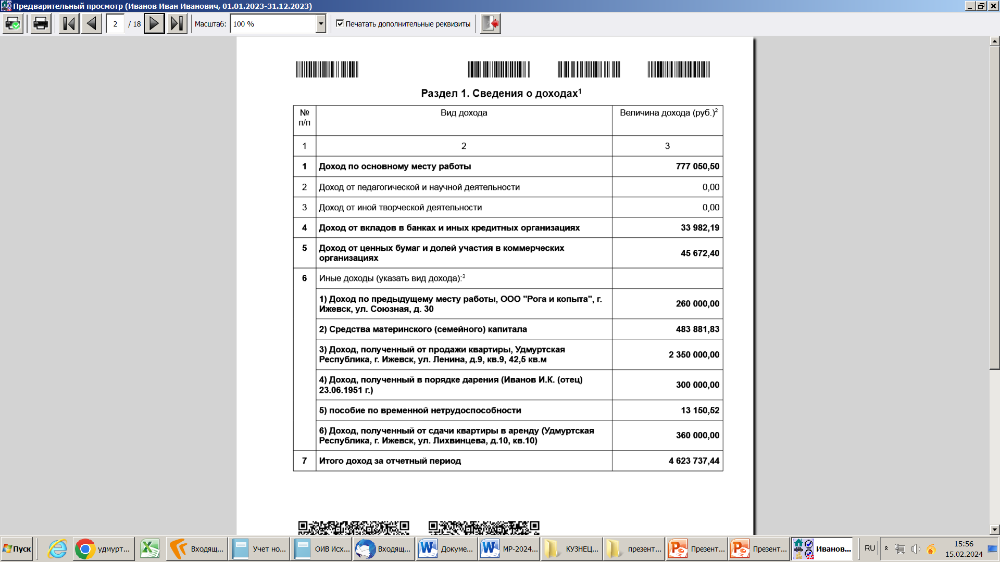 Предварительный просмотр (Иванов Иван Иванович, 01.01.2023-31.12.2023)
2 / 18 Масштаб: 100 % Печатать дополнительные реквизиты
Раздел 1. Сведения о доходах1
№ п/п Вид дохода Величина дохода (руб.)2
1 2 3
1 Доход по основному месту работы 777 050,50
2 Доход от педагогической и научной деятельности 0,00
3 Доход от иной творческой деятельности 0,00
4 Доход от вкладов в банках и иных кредитных организациях 33 982,19
5 Доход от ценных бумаг и долей участия в коммерческих
организациях 45 672,40
6 Иные доходы (указать вид дохода):3
1) Доход по предыдущему месту работы, ООО "Рога и копыта", г.
Ижевск, ул. Союзная, д. 30 260 000,00
2) Средства материнского (семейного) капитала 483 881,83
3) Доход, полученный от продажи квартиры, Удмуртская
Республика, г. Ижевск, ул. Ленина, д.9, кв.9, 42,5 кв.м 2 350 000,00
4) Доход, полученный в порядке дарения (Иванов И.К. (отец)
23.06.1951 г.) 300 000,00
5) пособие по временной нетрудоспособности 13 150,52
6) Доход, полученный от сдачи квартиры в аренду (Удмуртская
Республика, г. Ижевск, ул. Лихвинцева, д.10, кв.10) 360 000,00
7 Итого доход за отчетный период 4 623 737,44
Пуск удмурт... Входящ... Учет но... ОИВ Исх... Входящ... Докуме... МР-2024... КУЗНЕЦ... презент... Презент... Презент... Иванов... RU 15:56
15.02.2024